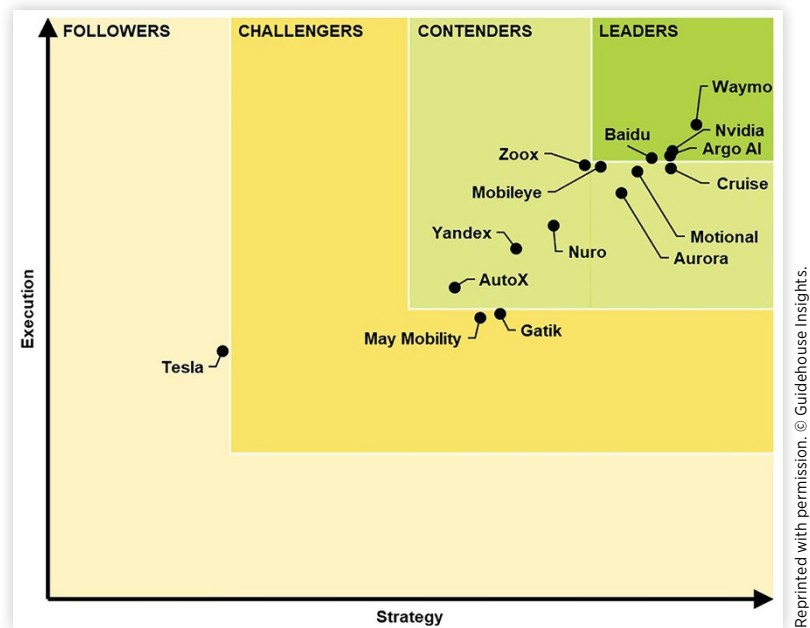 FOLLOWERS
CHALLENGERS
CONTENDERS
LEADERS
Waymo
Baidu
Nvidia
Argo AI
Zoox
Cruise
Mobileye
Yandex
Motional
Nuro
Aurora
AutoX
Gatik
May Mobility
Tesla
Execution
Strategy
Reprinted with permission. © Guidehouse Insights.